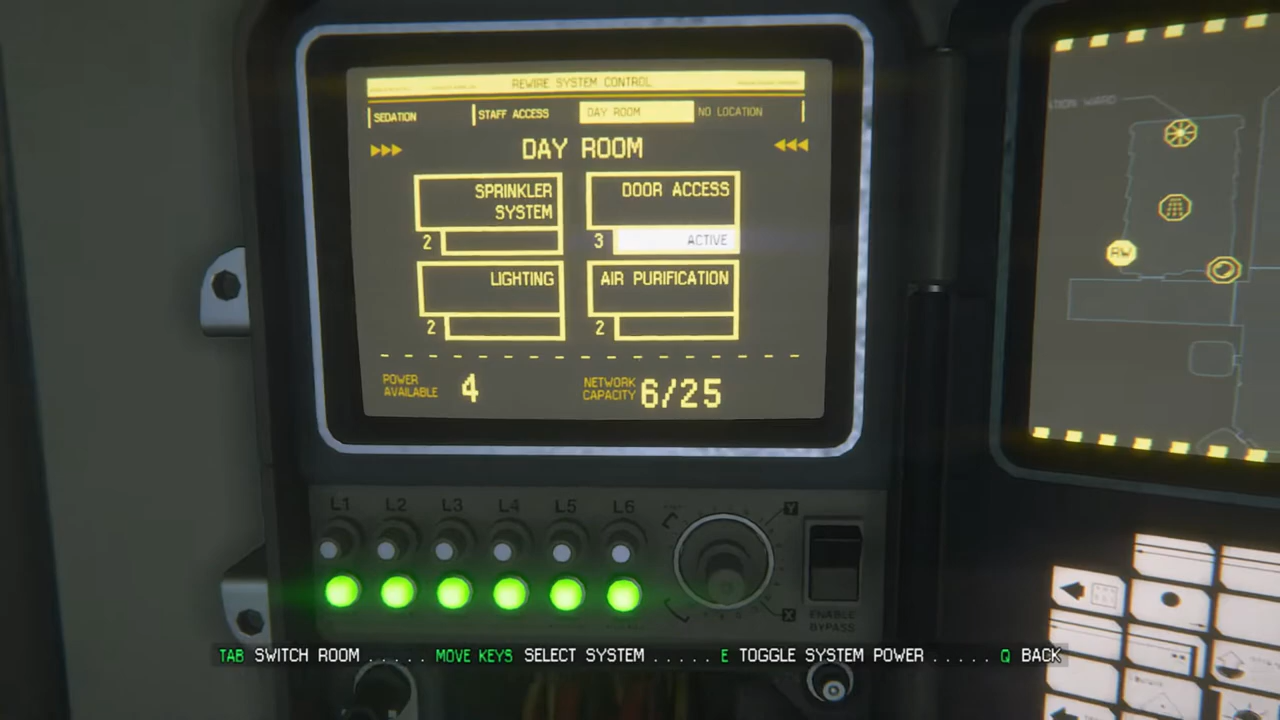 REWIRE SYSTEM CONTROL
SEDATION STAFF ACCESS DAY ROOM NO LOCATION
DAY ROOM
SPRINKLER SYSTEM
2
DOOR ACCESS
3 ACTIVE
LIGHTING
2
AIR PURIFICATION
2
POWER AVAILABLE 4
NETWORK CAPACITY 6/25
RW
L1 L2 L3 L4 L5 L6
Y
X
ENABLE BYPASS
TAB SWITCH ROOM ..... MOVE KEYS SELECT SYSTEM ..... E TOGGLE SYSTEM POWER ..... Q BACK